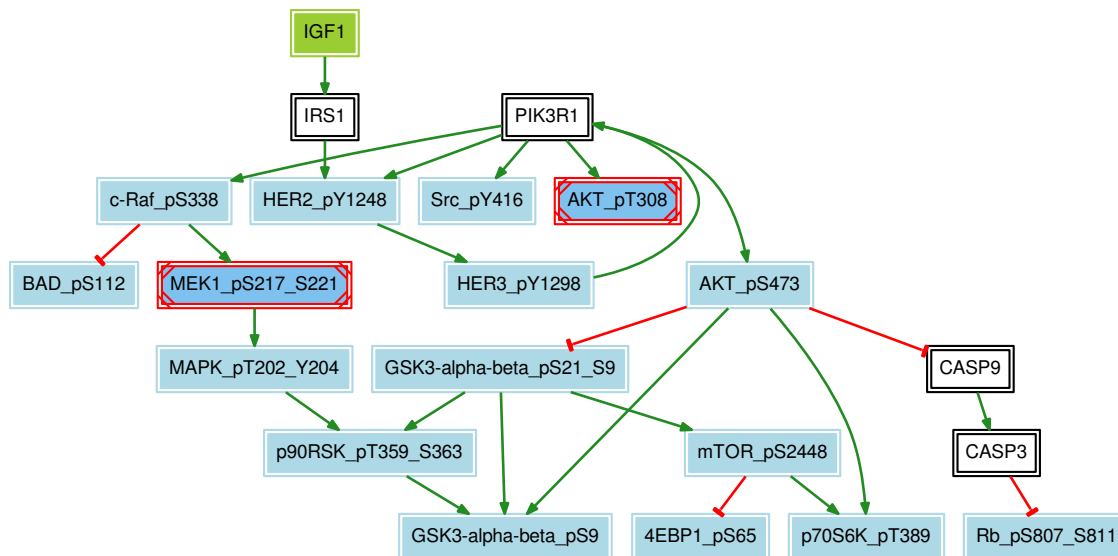 IGF1
IRS1
PIK3R1
c-Raf_pS338
HER2_pY1248
Src_pY416
AKT_pT308
BAD_pS112
MEK1_pS217_S221
HER3_pY1298
AKT_pS473
MAPK_pT202_Y204
GSK3-alpha-beta_pS21_S9
CASP9
p90RSK_pT359_S363
mTOR_pS2448
CASP3
GSK3-alpha-beta_pS9
4EBP1_pS65
p70S6K_pT389
Rb_pS807_S811